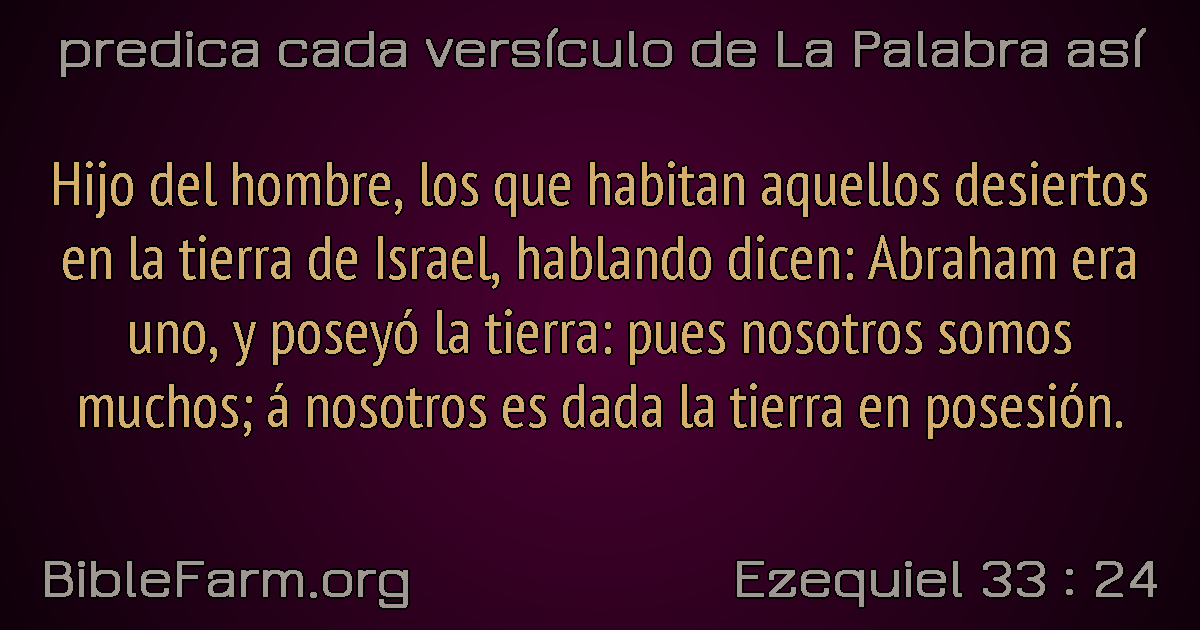 predica cada versículo de La Palabra así
Hijo del hombre, los que habitan aquellos desiertos
en la tierra de Israel, hablando dicen: Abraham era
uno, y poseyó la tierra: pues nosotros somos
muchos; á nosotros es dada la tierra en posesión.
BibleFarm.org
Ezequiel 33 : 24